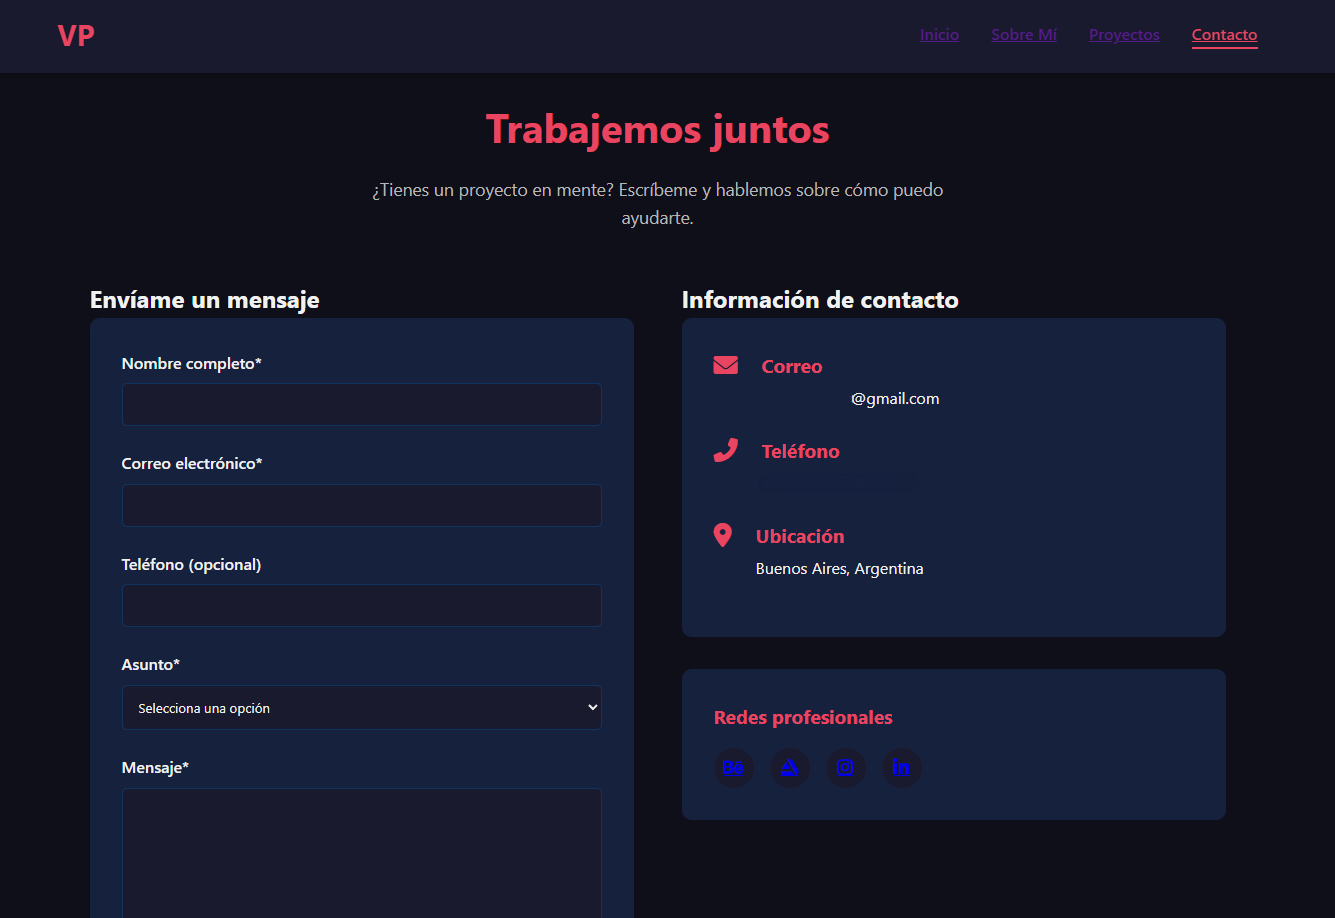 VP
Inicio
Sobre Mí
Proyectos
Contacto
Trabajemos juntos
¿Tienes un proyecto en mente? Escríbeme y hablemos sobre cómo puedo
ayudarte.
Envíame un mensaje
Nombre completo*
Correo electrónico*
Teléfono (opcional)
Asunto*
Selecciona una opción
Mensaje*
Información de contacto
Correo
@gmail.com
Teléfono
Ubicación
Buenos Aires, Argentina
Redes profesionales
Bē
in